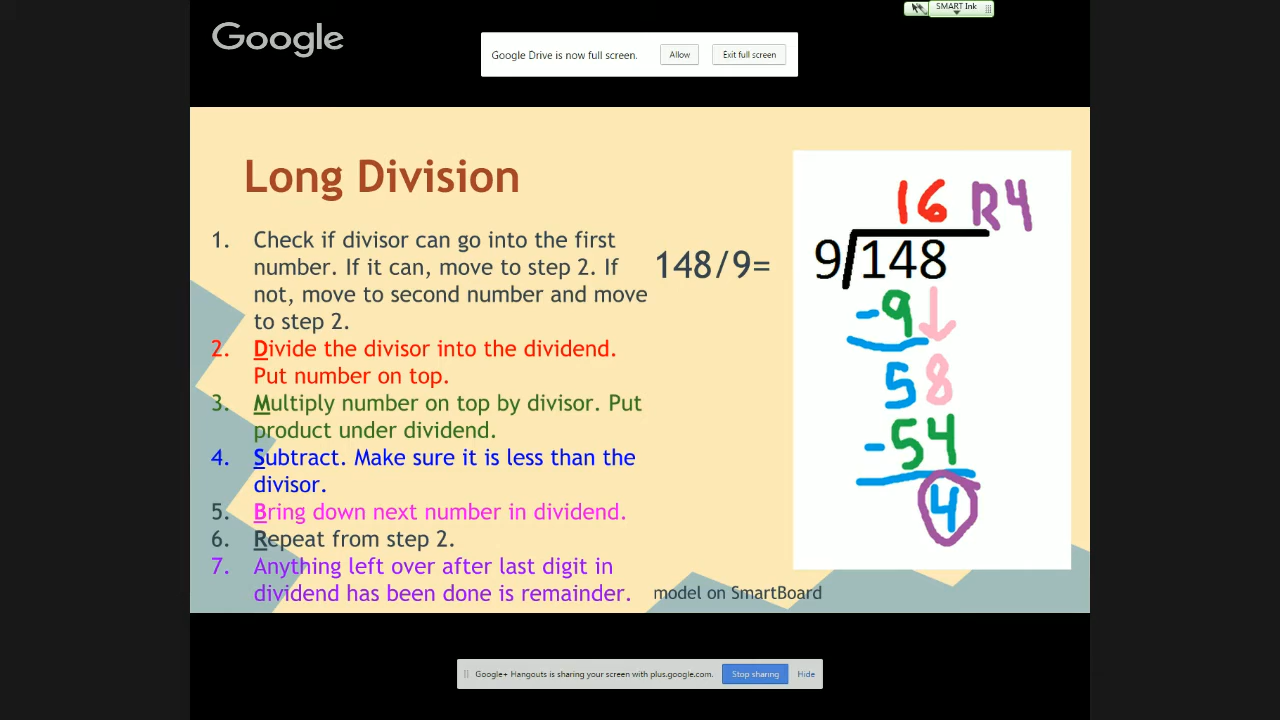 SMART Ink
Google
Google Drive is now full screen.
Allow
Exit full screen
Long Division
1. Check if divisor can go into the first
number. If it can, move to step 2. If
not, move to second number and move
to step 2.
2. Divide the divisor into the dividend.
Put number on top.
3. Multiply number on top by divisor. Put
product under dividend.
4. Subtract. Make sure it is less than the
divisor.
5. Bring down next number in dividend.
6. Repeat from step 2.
7. Anything left over after last digit in
dividend has been done is remainder.
148/9=
16 R4
9 148
-9
58
-54
4
model on SmartBoard
Google+ Hangouts is sharing your screen with plus.google.com.
Stop sharing
Hide